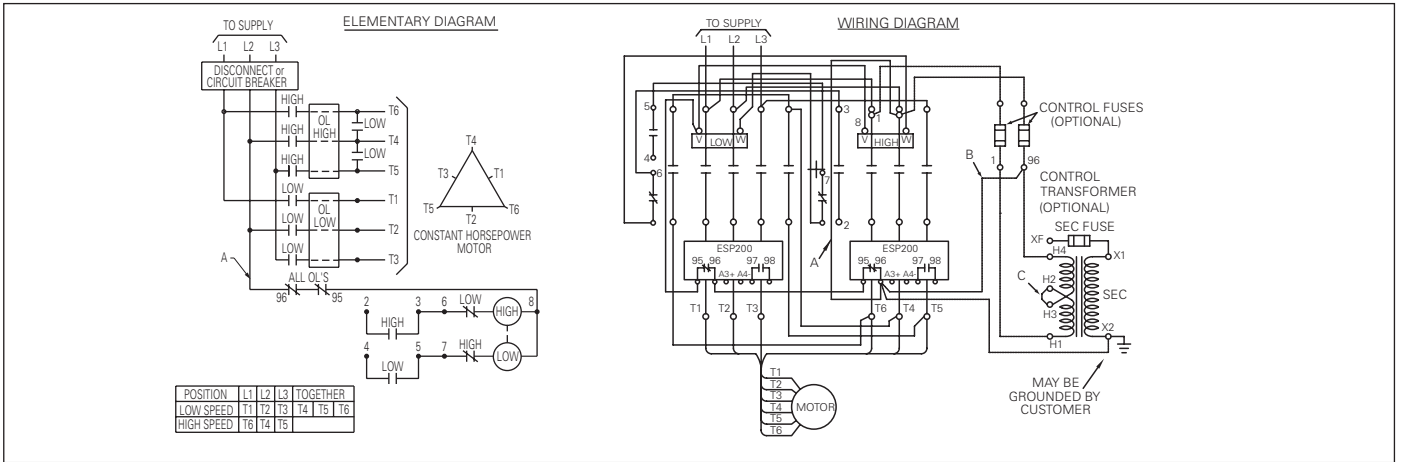 ELEMENTARY DIAGRAM
TO SUPPLY
L1 L2 L3
DISCONNECT or
CIRCUIT BREAKER
HIGH
HIGH
HIGH
OL
HIGH
LOW
LOW
T6
T4
T5
LOW
LOW
LOW
OL
LOW
T1
T2
T3
T4
T3 T1
T5 T2 T6
CONSTANT HORSEPOWER
MOTOR
A
ALL OL'S
96 95
2 3 6 LOW HIGH 8
HIGH
4 5 7 HIGH LOW
LOW
POSITION L1 L2 L3 TOGETHER
LOW SPEED T1 T2 T3 T4 T5 T6
HIGH SPEED T6 T4 T5
WIRING DIAGRAM
TO SUPPLY
L1 L2 L3
5
4
6
V LOW W
3
8
1
V HIGH W
7
2
A
ESP200
95 96 97 98
A3+ A4-
ESP200
95 96 97 98
A3+ A4-
T1 T2 T3
T6 T4 T5
T1
T2
T3
T4
T5
T6
MOTOR
CONTROL FUSES
(OPTIONAL)
B
1 96
CONTROL
TRANSFORMER
(OPTIONAL)
SEC FUSE
XF
X1
H4
C
H2
H3
SEC
H1
X2
MAY BE
GROUNDED BY
CUSTOMER